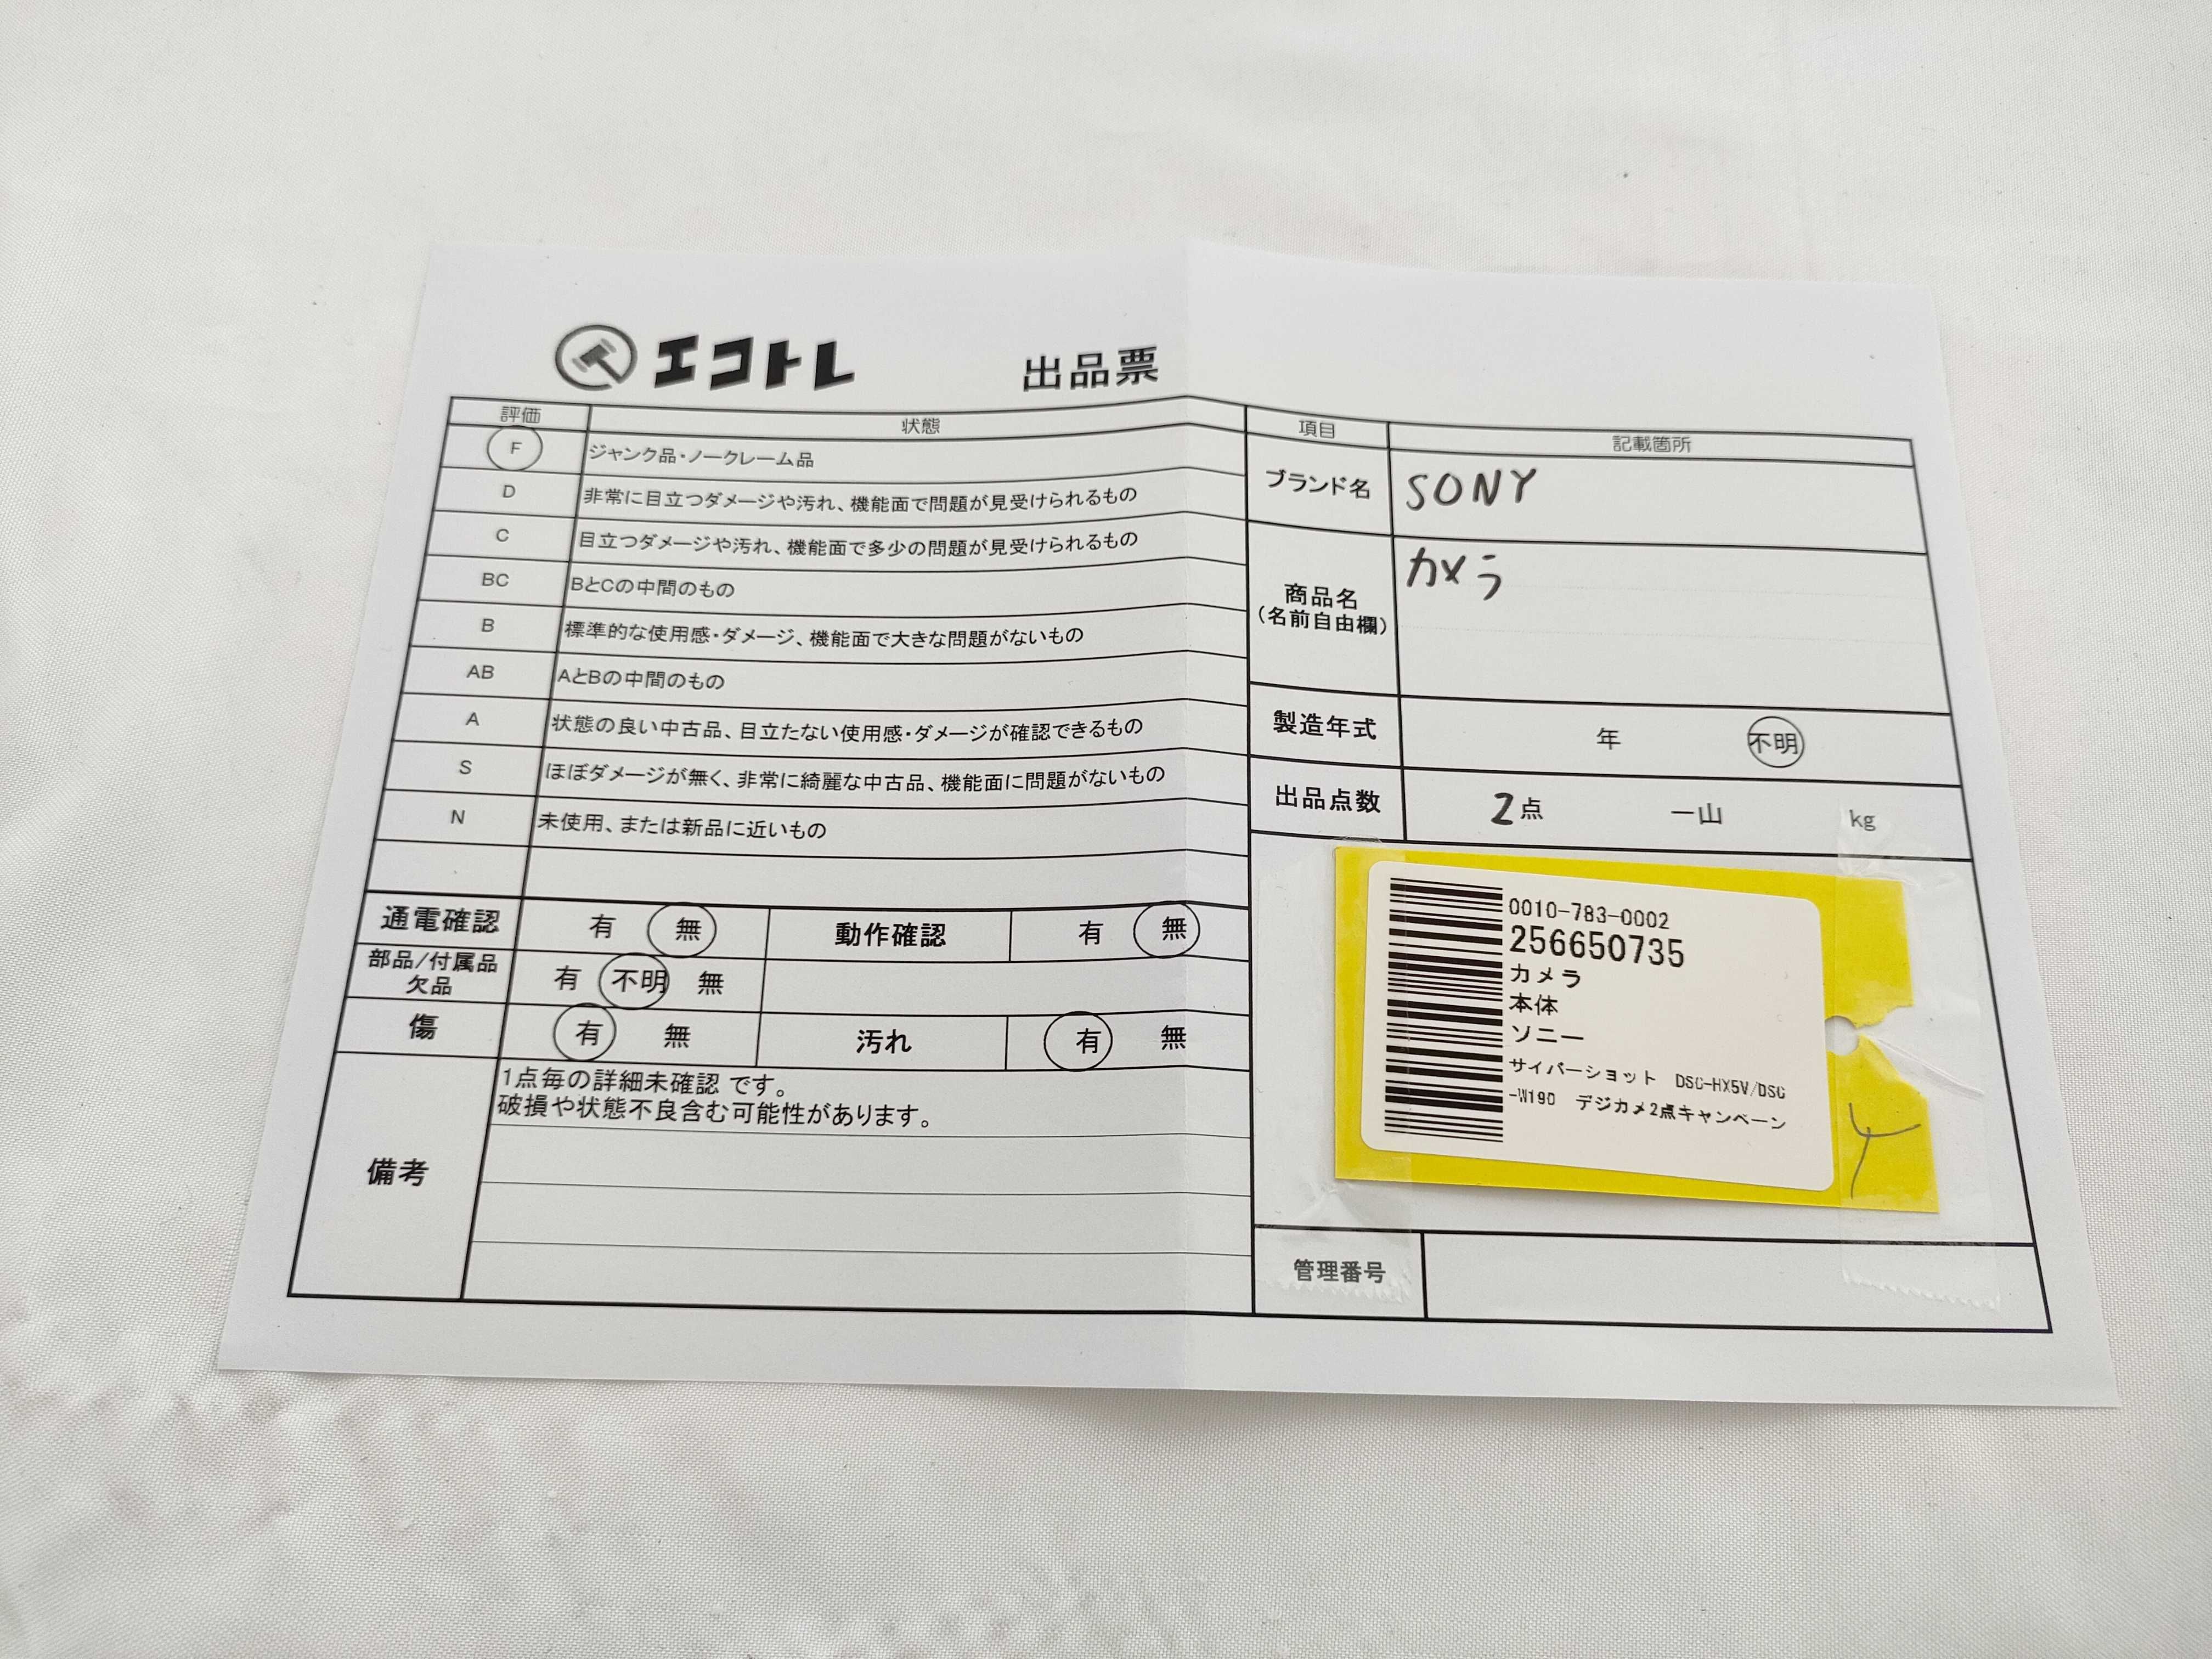 エコトレ 出品票
評価 状態
F ジャンク品・ノークレーム品
D 非常に目立つダメージや汚れ、機能面で問題が見受けられるもの
C 目立つダメージや汚れ、機能面で多少の問題が見受けられるもの
BC BとCの中間のもの
B 標準的な使用感・ダメージ、機能面で大きな問題がないもの
AB AとBの中間のもの
A 状態の良い中古品、目立たない使用感・ダメージが確認できるもの
S ほぼダメージが無く、非常に綺麗な中古品、機能面に問題がないもの
N 未使用、または新品に近いもの
通電確認 有 無 動作確認 有 無
部品/付属品
欠品 有 不明 無
傷 有 無 汚れ 有 無
備考
1点毎の詳細未確認 です。
破損や状態不良含む可能性があります。
項目 記載箇所
ブランド名 SONY
商品名
(名前自由欄)
カメラ
製造年式 年 不明
出品点数 2点 一山 kg
0010-783-0002
256650735
カメラ
本体
ソニー
サイバーショット DSC-HX5V/DSC
-W190 デジカメ2点キャンペーン
管理番号